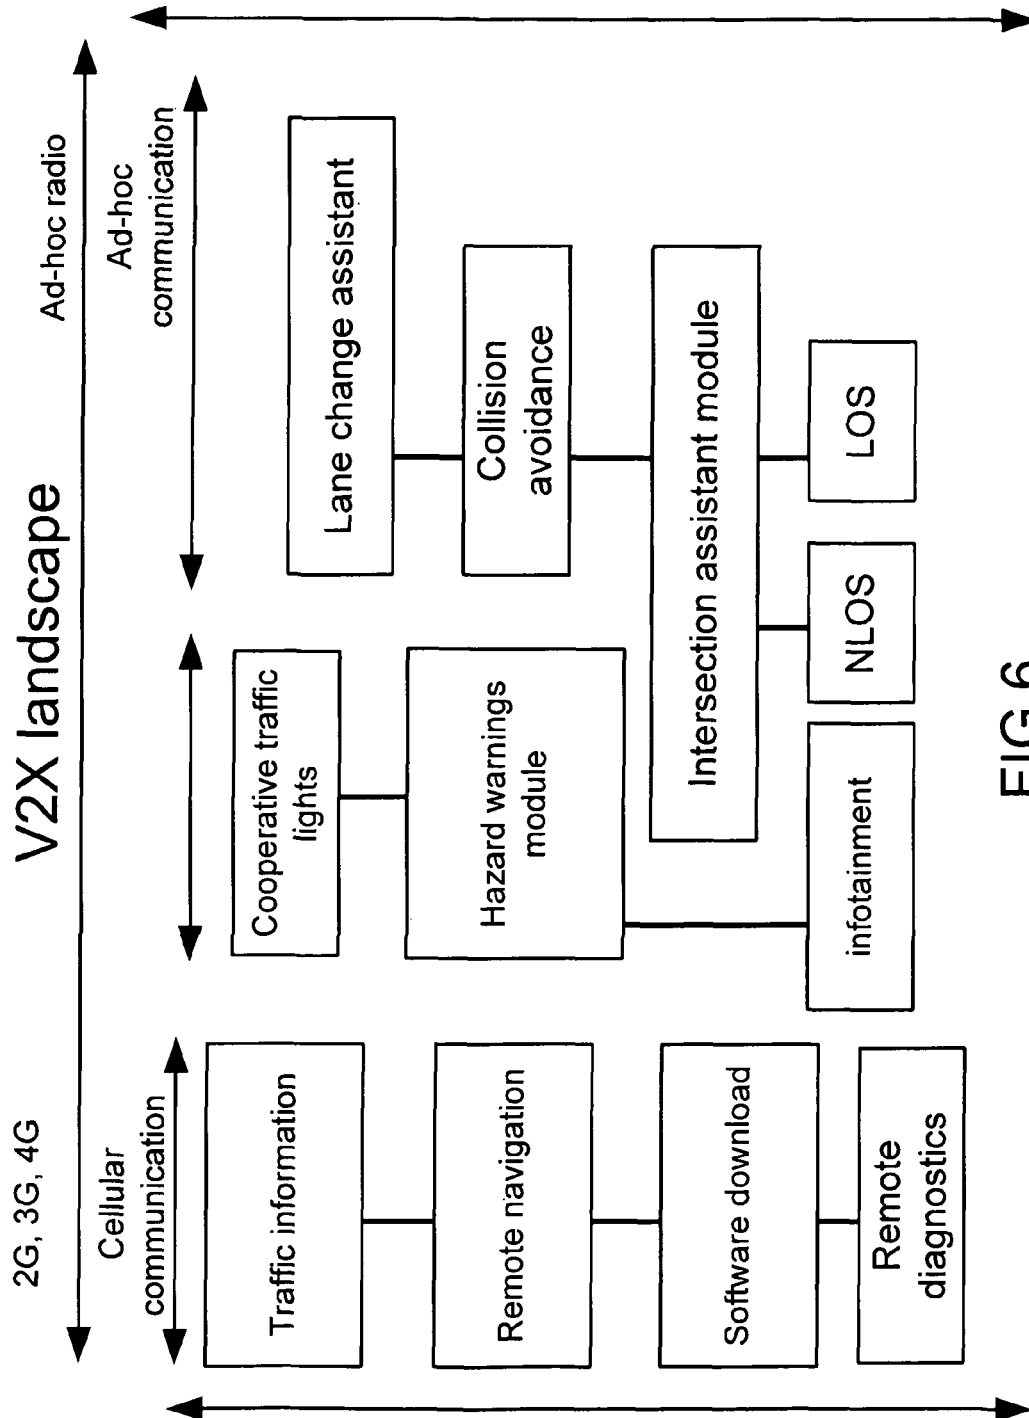 V2X landscape
2G, 3G, 4G
Ad-hoc radio
Cellular
communication
Ad-hoc
communication
Traffic information
Remote navigation
Software download
Remote
diagnostics
Cooperative traffic
lights
Hazard warnings
module
infotainment
Lane change assistant
Collision
avoidance
Intersection assistant module
NLOS
LOS
FIG 6